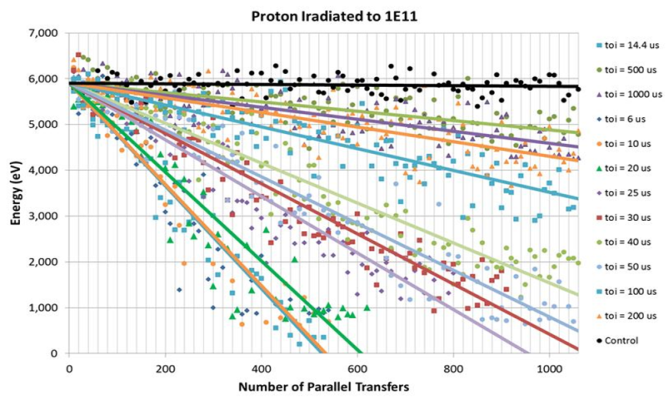 Proton Iradiated to 1E11
Energy (eV)
7,000
6,000
5,000
4,000
3,000
2,000
1,000
0
0
200
400
600
800
1000
Number of Parallel Transfers
toi = 14.4 us
toi = 500 us
toi = 1000 us
toi = 6 us
toi = 10 us
toi = 20 us
toi = 25 us
toi = 30 us
toi = 40 us
toi = 50 us
toi = 100 us
toi = 200 us
Control